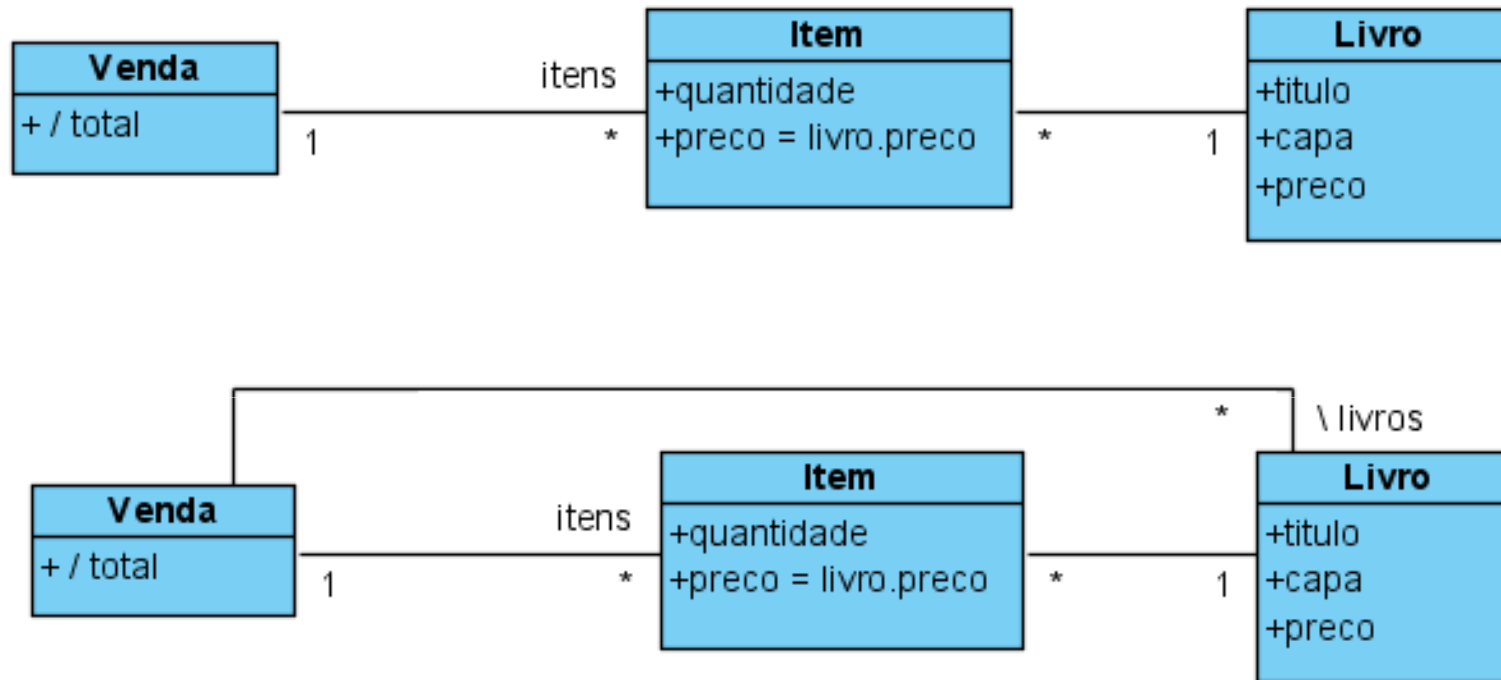 Venda
+ / total
1
itens
*
Item
+quantidade
+preco = livro.preco
*
1
Livro
+titulo
+capa
+preco
*
\ livros
Venda
+ / total
1
itens
*
Item
+quantidade
+preco = livro.preco
*
1
Livro
+titulo
+capa
+preco